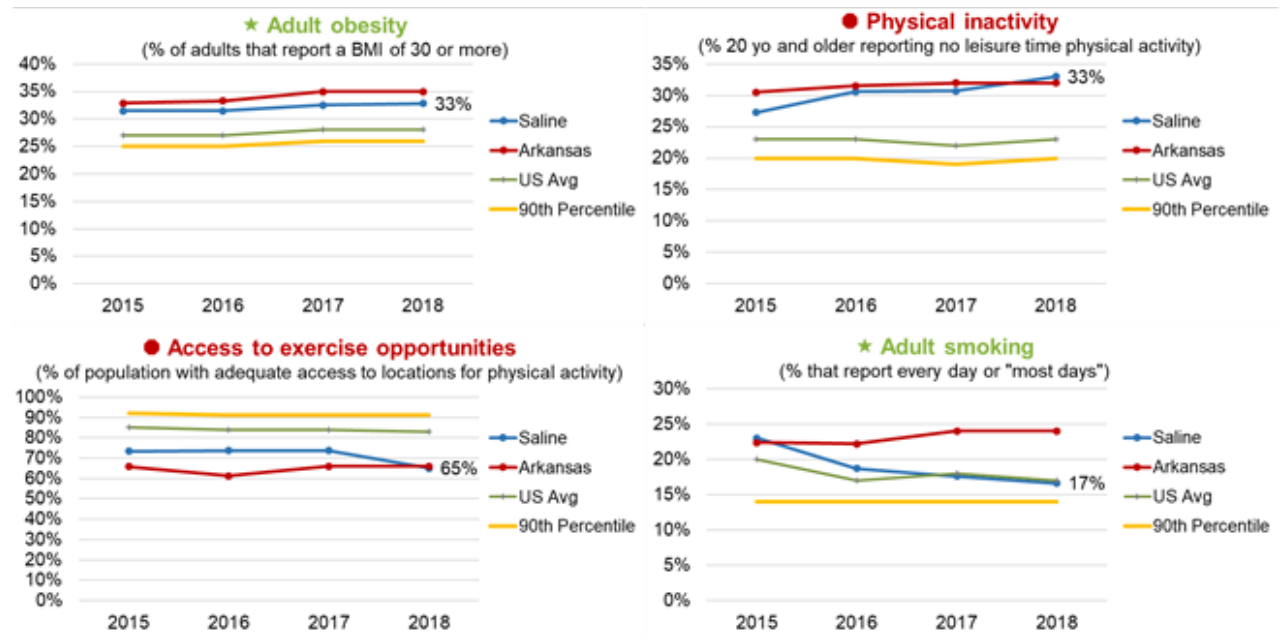 ★ Adult obesity
(% of adults that report a BMI of 30 or more)
40%
35%
30%
25%
20%
15%
10%
5%
0%
33%
Saline
Arkansas
US Avg
90th Percentile
2015 2016 2017 2018
● Physical inactivity
(% 20 yo and older reporting no leisure time physical activity)
35%
30%
25%
20%
15%
10%
5%
0%
33%
Saline
Arkansas
US Avg
90th Percentile
2015 2016 2017 2018
● Access to exercise opportunities
(% of population with adequate access to locations for physical activity)
100%
90%
80%
70%
60%
50%
40%
30%
20%
10%
0%
65%
Saline
Arkansas
US Avg
90th Percentile
2015 2016 2017 2018
★ Adult smoking
(% that report every day or "most days")
30%
25%
20%
15%
10%
5%
0%
17%
Saline
Arkansas
US Avg
90th Percentile
2015 2016 2017 2018